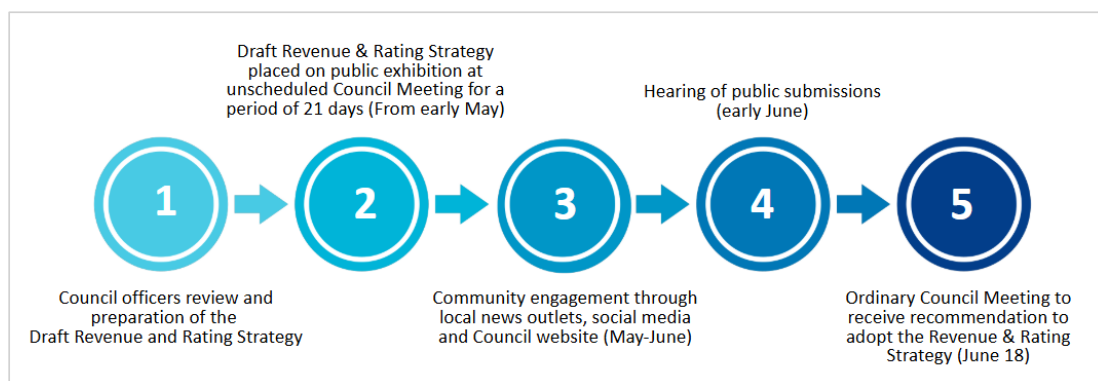 1
Council officers review and
preparation of the
Draft Revenue and Rating Strategy
Draft Revenue & Rating Strategy
placed on public exhibition at
unscheduled Council Meeting for a
period of 21 days (From early May)
2
3
Community engagement through
local news outlets, social media
and Council website (May-June)
Hearing of public submissions
(early June)
4
5
Ordinary Council Meeting to
receive recommendation to
adopt the Revenue & Rating
Strategy (June 18)